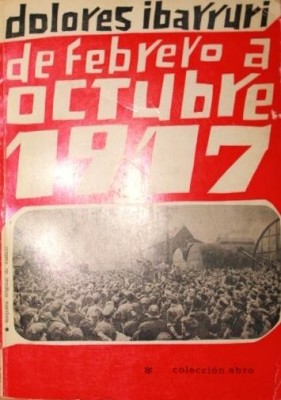 dolores ibarruri
de febrero a
octubre
1917
* colección ebro